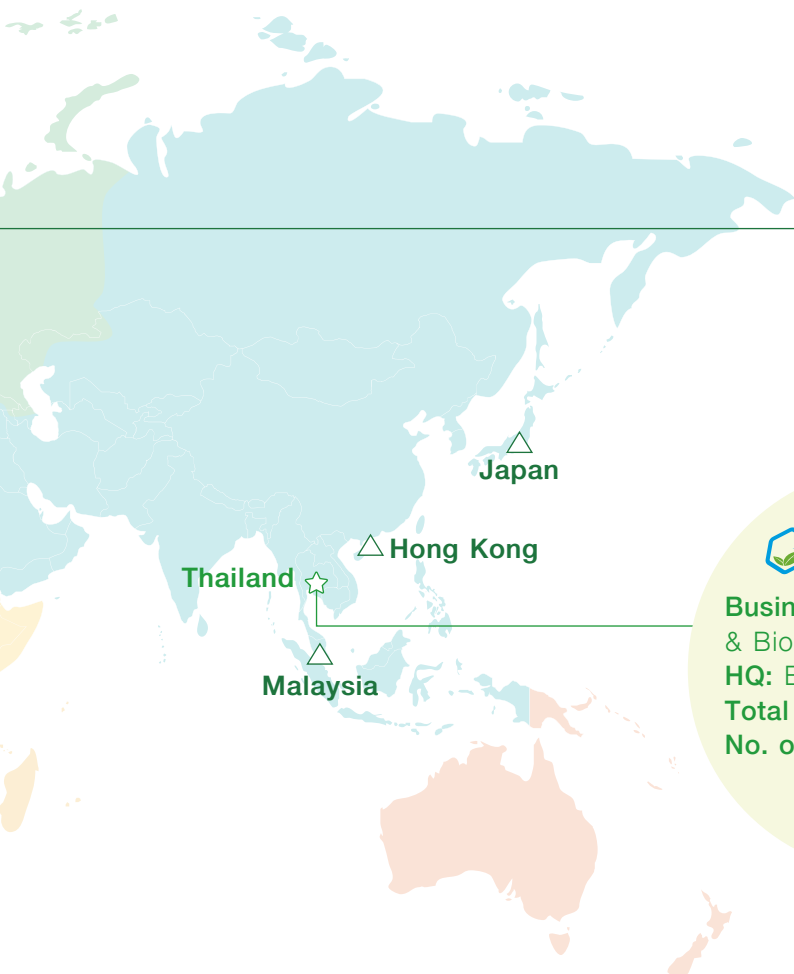 Japan
Hong Kong
Thailand
Malaysia
Busin
& Bio
HQ:
Total
No. o